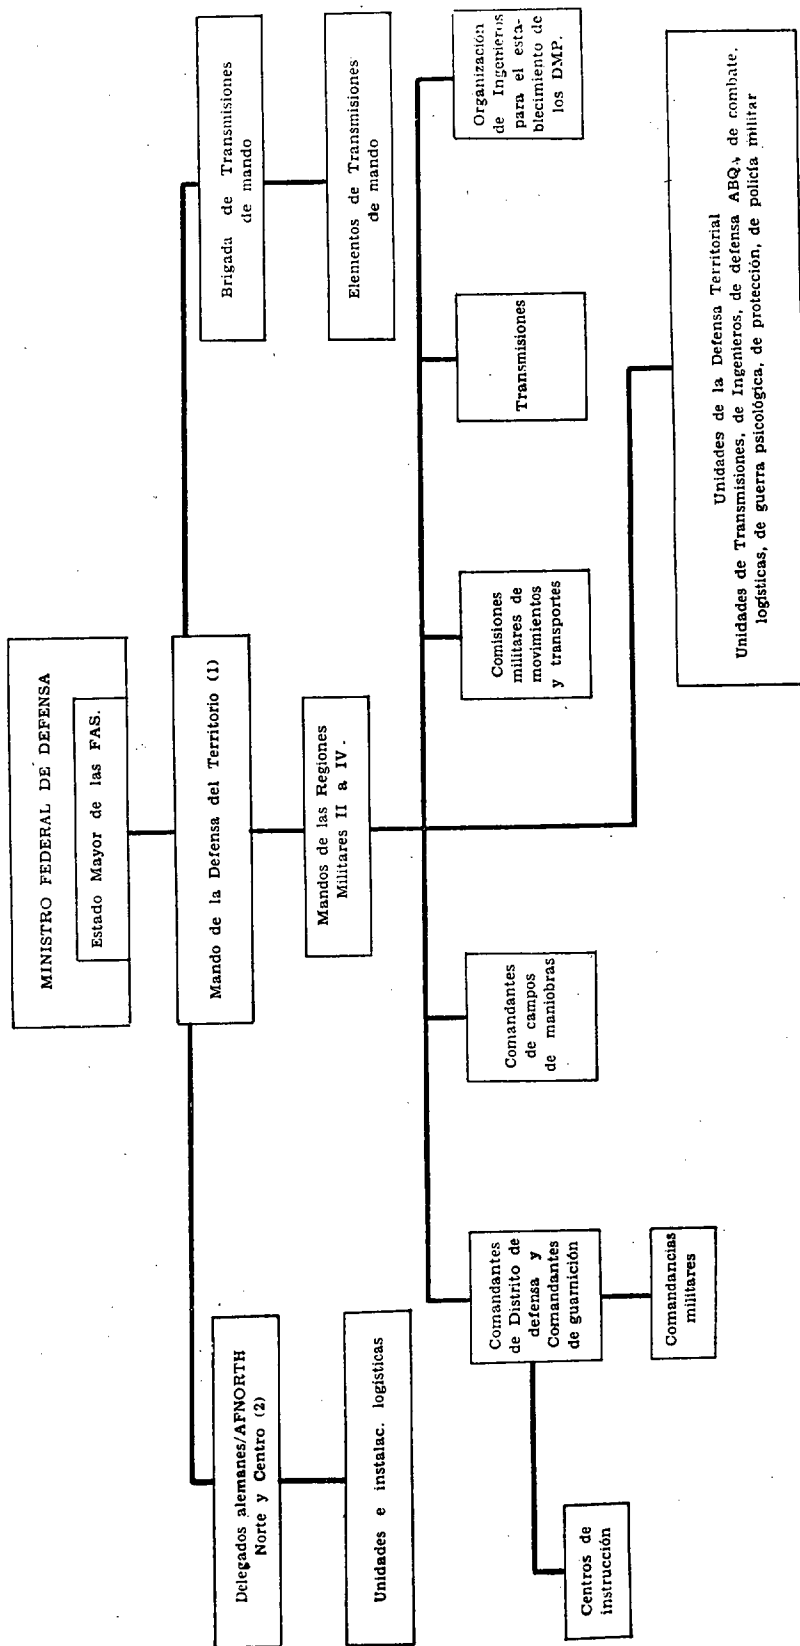 MINISTRO FEDERAL DE DEFENSA
Estado Mayor de las FAS.
Mando de la Defensa del Territorio (1)
Delegados alemanes/AFNORTH
Norte y Centro (2)
Unidades e instalac. logísticas
Brigada de Transmisiones
de mando
Elementos de Transmisiones
de mando
Mandos de las Regiones
Militares II a IV.
Comandantes
de Distrito de
defensa y
Comandantes
de guarnición
Centros de
instrucción
Comandancias
militares
Comandantes
de campos
de maniobras
Comisiones
militares de
movimientos
y transportes
Transmisiones
Organización
de Ingenieros
para el esta-
blecimiento de
los DMP.
Unidades de la Defensa Territorial
Unidades de Transmisiones, de Ingenieros, de defensa ABQ., de combate,
logísticas, de guerra psicológica, de protección, de policía militar